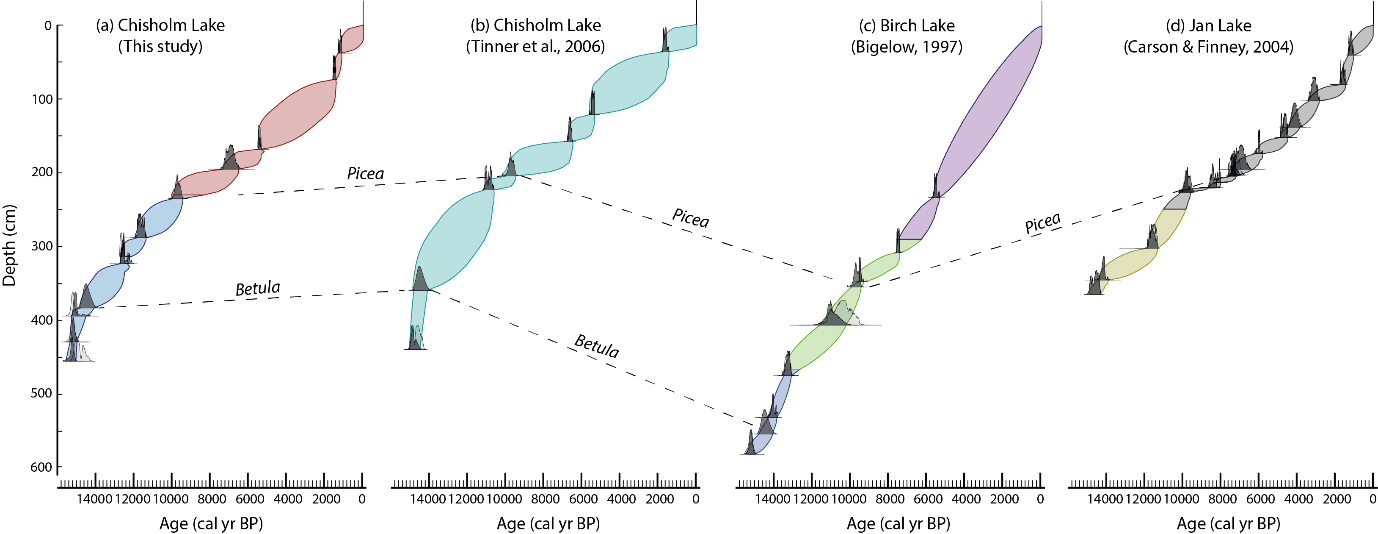 (a) Chisholm Lake
(This study)
(b) Chisholm Lake
(Tinner et al., 2006)
(c) Birch Lake
(Bigelow, 1997)
(d) Jan Lake
(Carson & Finney, 2004)
0
100
200
300
400
500
600
Depth (cm)
Picea
Picea
Picea
Betula
Betula
14000 12000 10000 8000 6000 4000 2000 0
14000 12000 10000 8000 6000 4000 2000 0
14000 12000 10000 8000 6000 4000 2000 0
14000 12000 10000 8000 6000 4000 2000 0
Age (cal yr BP)
Age (cal yr BP)
Age (cal yr BP)
Age (cal yr BP)